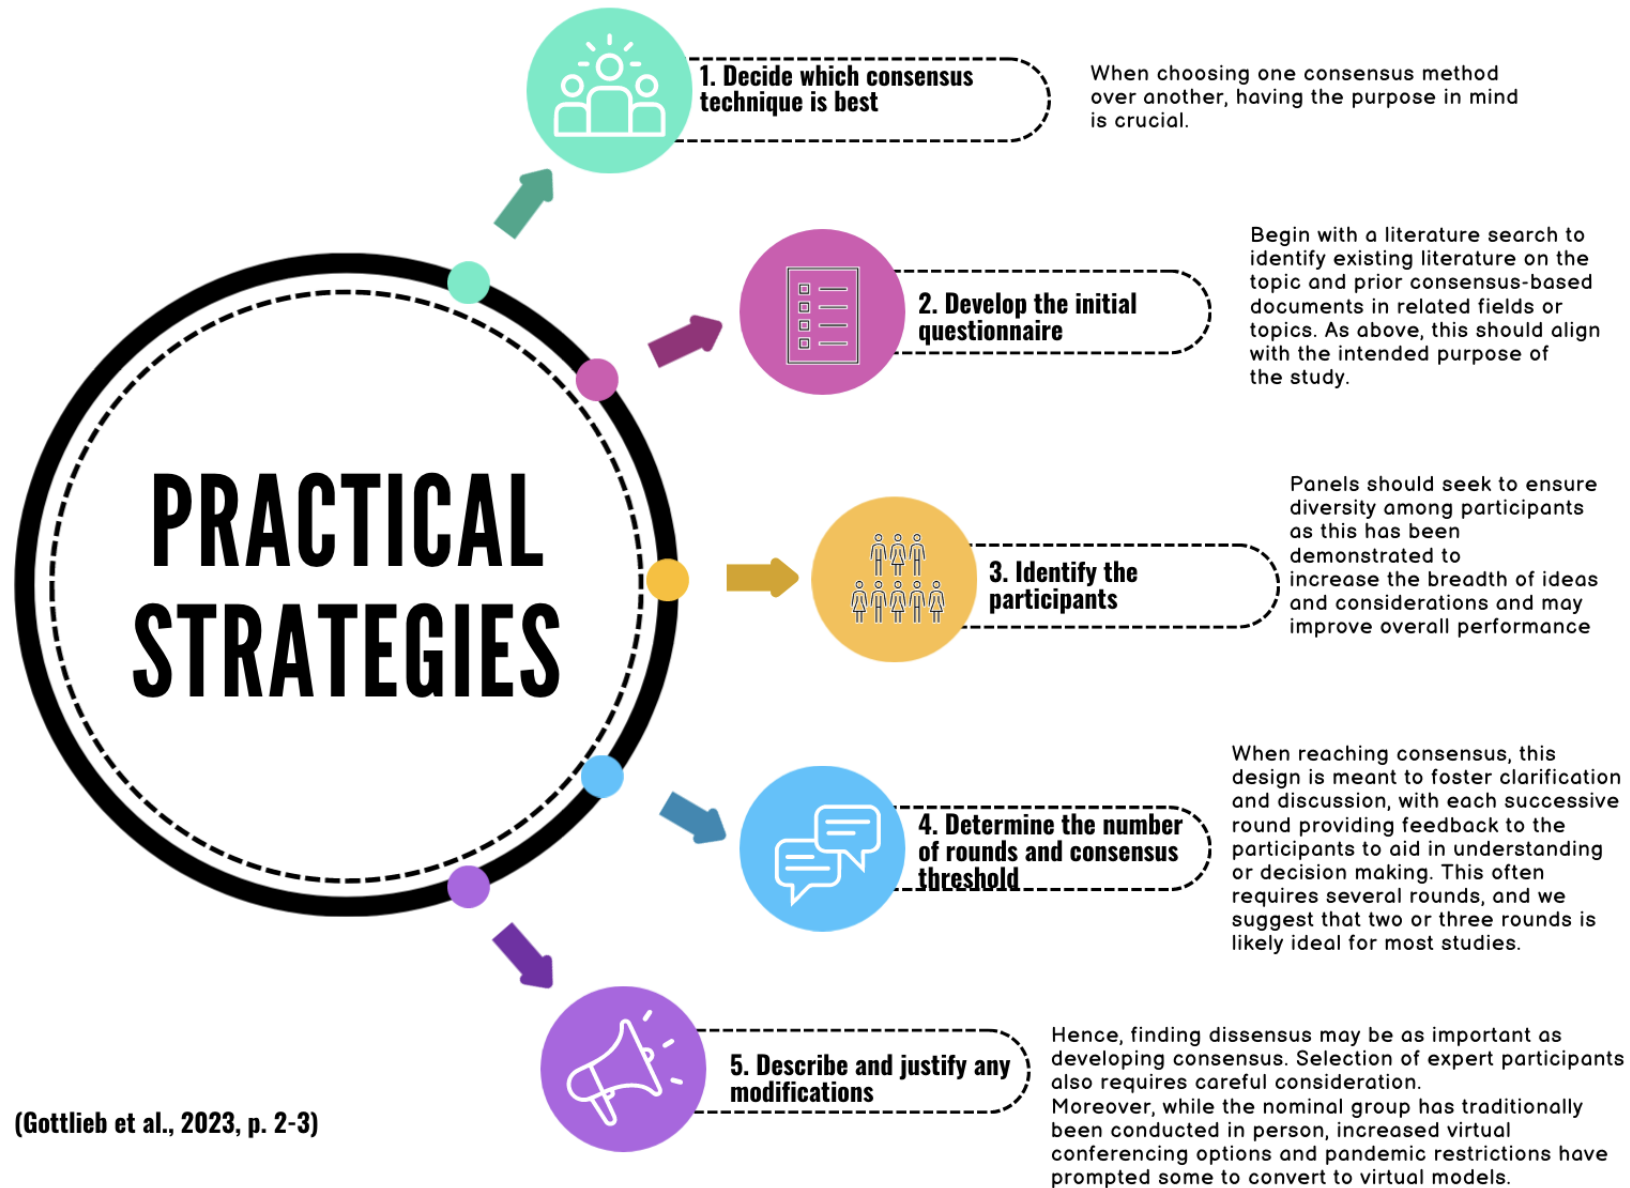 PRACTICAL
STRATEGIES
1. Decide which consensus
technique is best
When choosing one consensus method
over another, having the purpose in mind
is crucial.
2. Develop the initial
questionnaire
Begin with a literature search to
identify existing literature on the
topic and prior consensus-based
documents in related fields or
topics. As above, this should align
with the intended purpose of
the study.
3. Identify the
participants
Panels should seek to ensure
diversity among participants
as this has been
demonstrated to
increase the breadth of ideas
and considerations and may
improve overall performance
4. Determine the number
of rounds and consensus
threshold
When reaching consensus, this
design is meant to foster clarification
and discussion, with each successive
round providing feedback to the
participants to aid in understanding
or decision making. This often
requires several rounds, and we
suggest that two or three rounds is
likely ideal for most studies.
5. Describe and justify any
modifications
Hence, finding dissensus may be as important as
developing consensus. Selection of expert participants
also requires careful consideration.
Moreover, while the nominal group has traditionally
been conducted in person, increased virtual
conferencing options and pandemic restrictions have
prompted some to convert to virtual models.
(Gottlieb et al., 2023, p. 2-3)